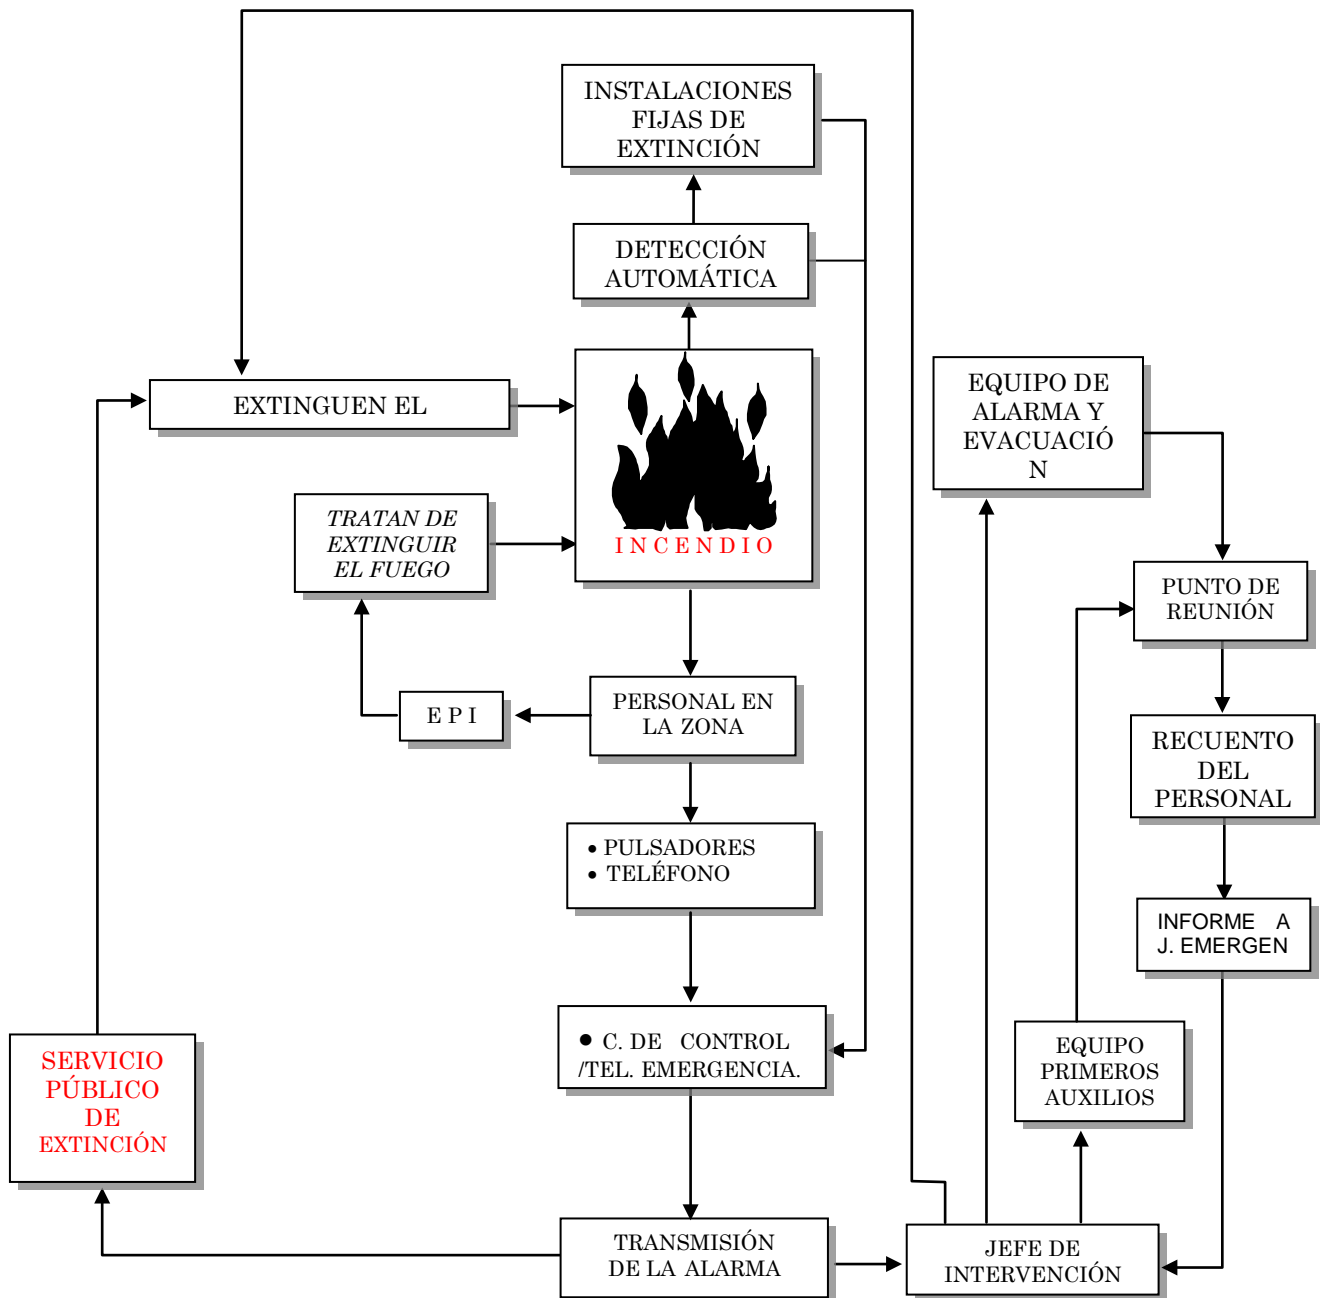 INSTALACIONES
FIJAS DE
EXTINCIÓN
DETECCIÓN
AUTOMÁTICA
EXTINGUEN EL
EQUIPO DE
ALARMA Y
EVACUACIÓ
N
TRATAN DE
EXTINGUIR
EL FUEGO
INCENDIO
PUNTO DE
REUNIÓN
E P I
PERSONAL EN
LA ZONA
RECUENTO
DEL
PERSONAL
• PULSADORES
• TELÉFONO
INFORME A
J. EMERGEN
• C. DE CONTROL
/TEL. EMERGENCIA.
SERVICIO
PÚBLICO
DE
EXTINCIÓN
EQUIPO
PRIMEROS
AUXILIOS
TRANSMISIÓN
DE LA ALARMA
JEFE DE
INTERVENCIÓN